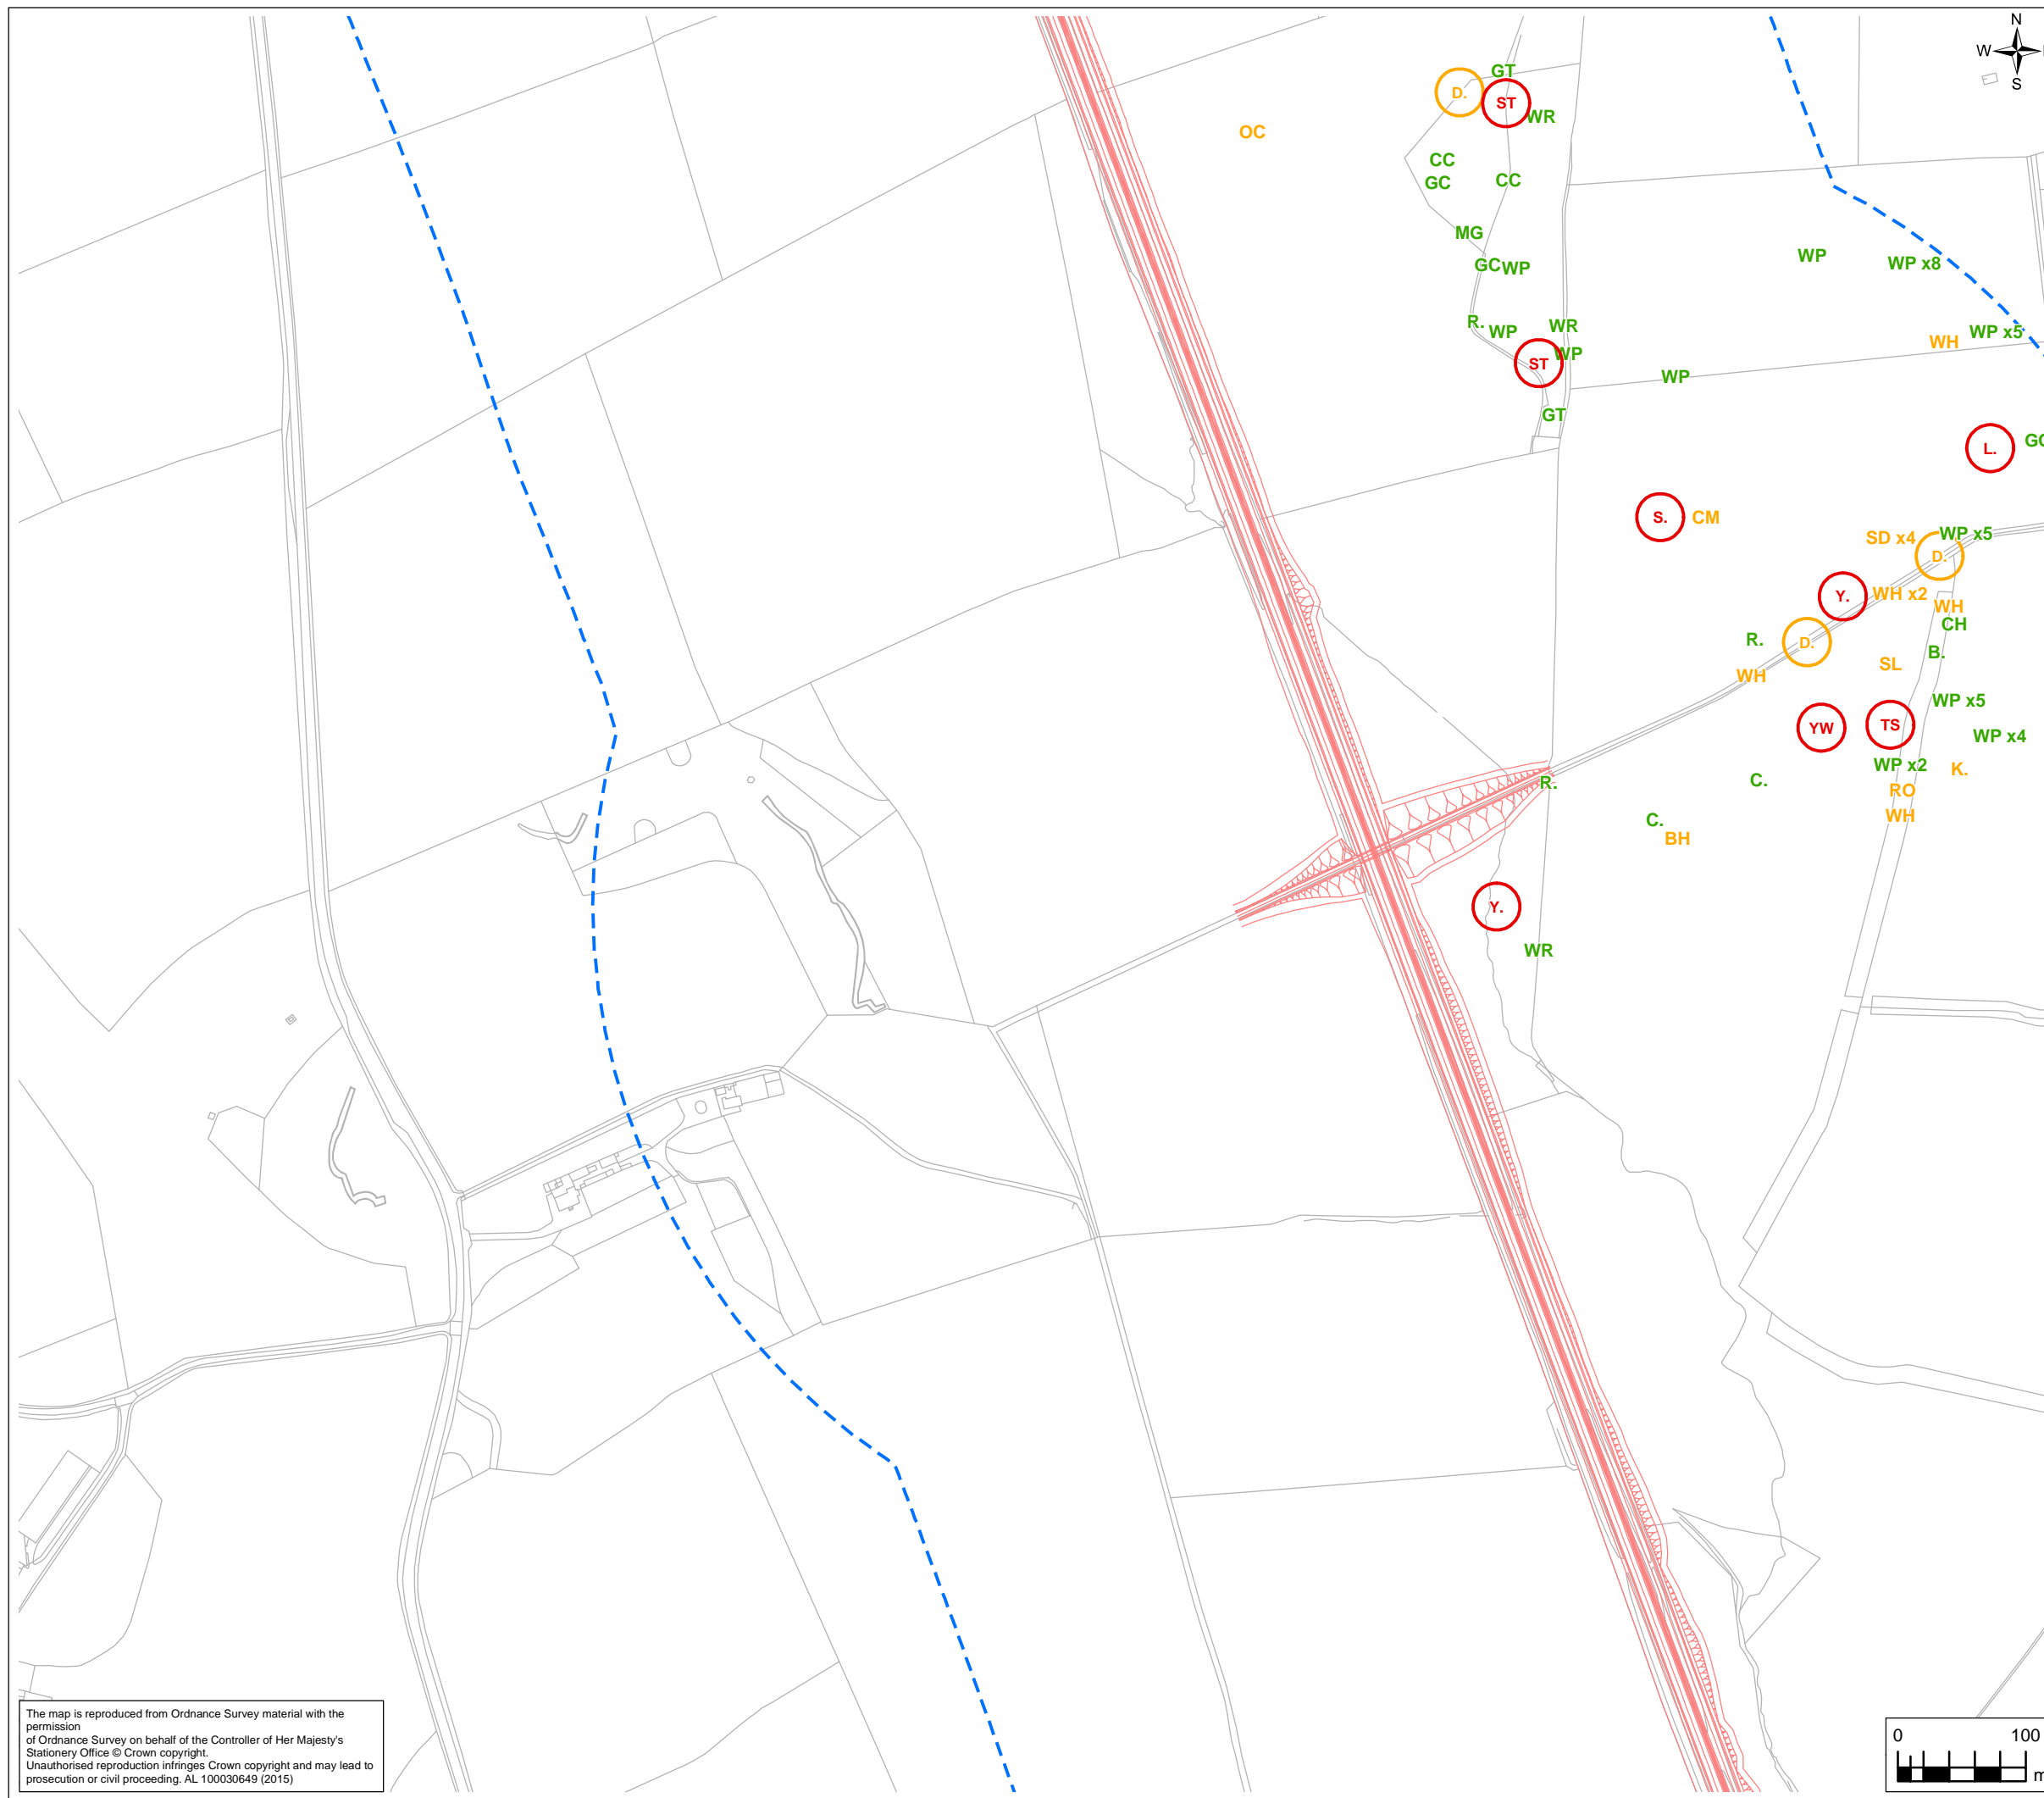 N
W
S
GT
D.
ST
WR
OC
CC
GC
CC
MG
GC WP
WP
WP x8
R.
WP
WR
WP
ST
WH
WP x5
WP
GT
L.
S.
CM
SD x4
WP x5
D.
Y.
WH x2
WH
CH
R.
D.
B.
SL
WH
WP x5
YW
TS
WP x4
WP x2
K.
C.
R.
RO
WH
C.
BH
Y.
WR
The map is reproduced from Ordnance Survey material with the
permission
of Ordnance Survey on behalf of the Controller of Her Majesty's
Stationery Office © Crown copyright.
Unauthorised reproduction infringes Crown copyright and may lead to
prosecution or civil proceeding. AL 100030649 (2015)
0 100